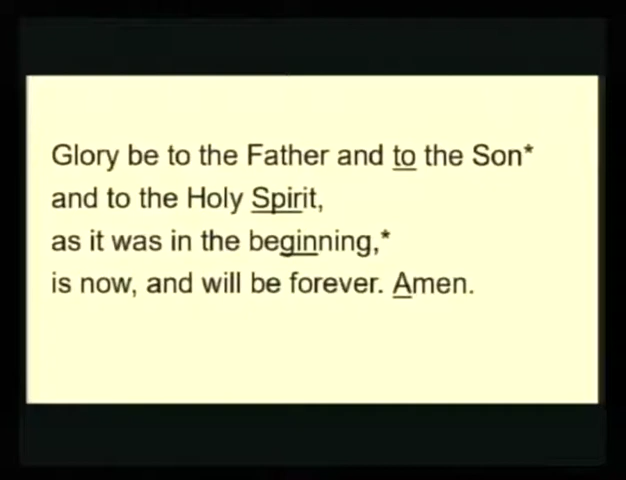 Glory be to the Father and to the Son*
and to the Holy Spirit,
as it was in the beginning,*
is now, and will be forever. Amen.